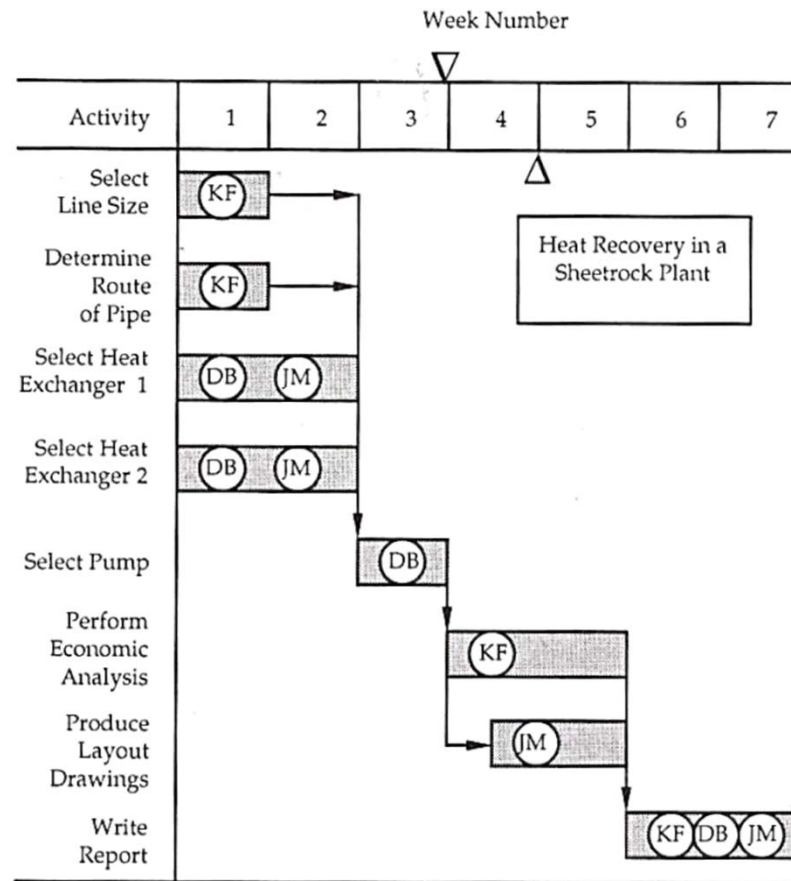 Week Number
Activity 1 2 3 4 5 6 7
Select
Line Size
KF
Heat Recovery in a
Sheetrock Plant
Determine
Route
of Pipe
KF
Select Heat
Exchanger 1
DB JM
Select Heat
Exchanger 2
DB JM
Select Pump
DB
Perform
Economic
Analysis
KF
Produce
Layout
Drawings
JM
Write
Report
KF DB JM